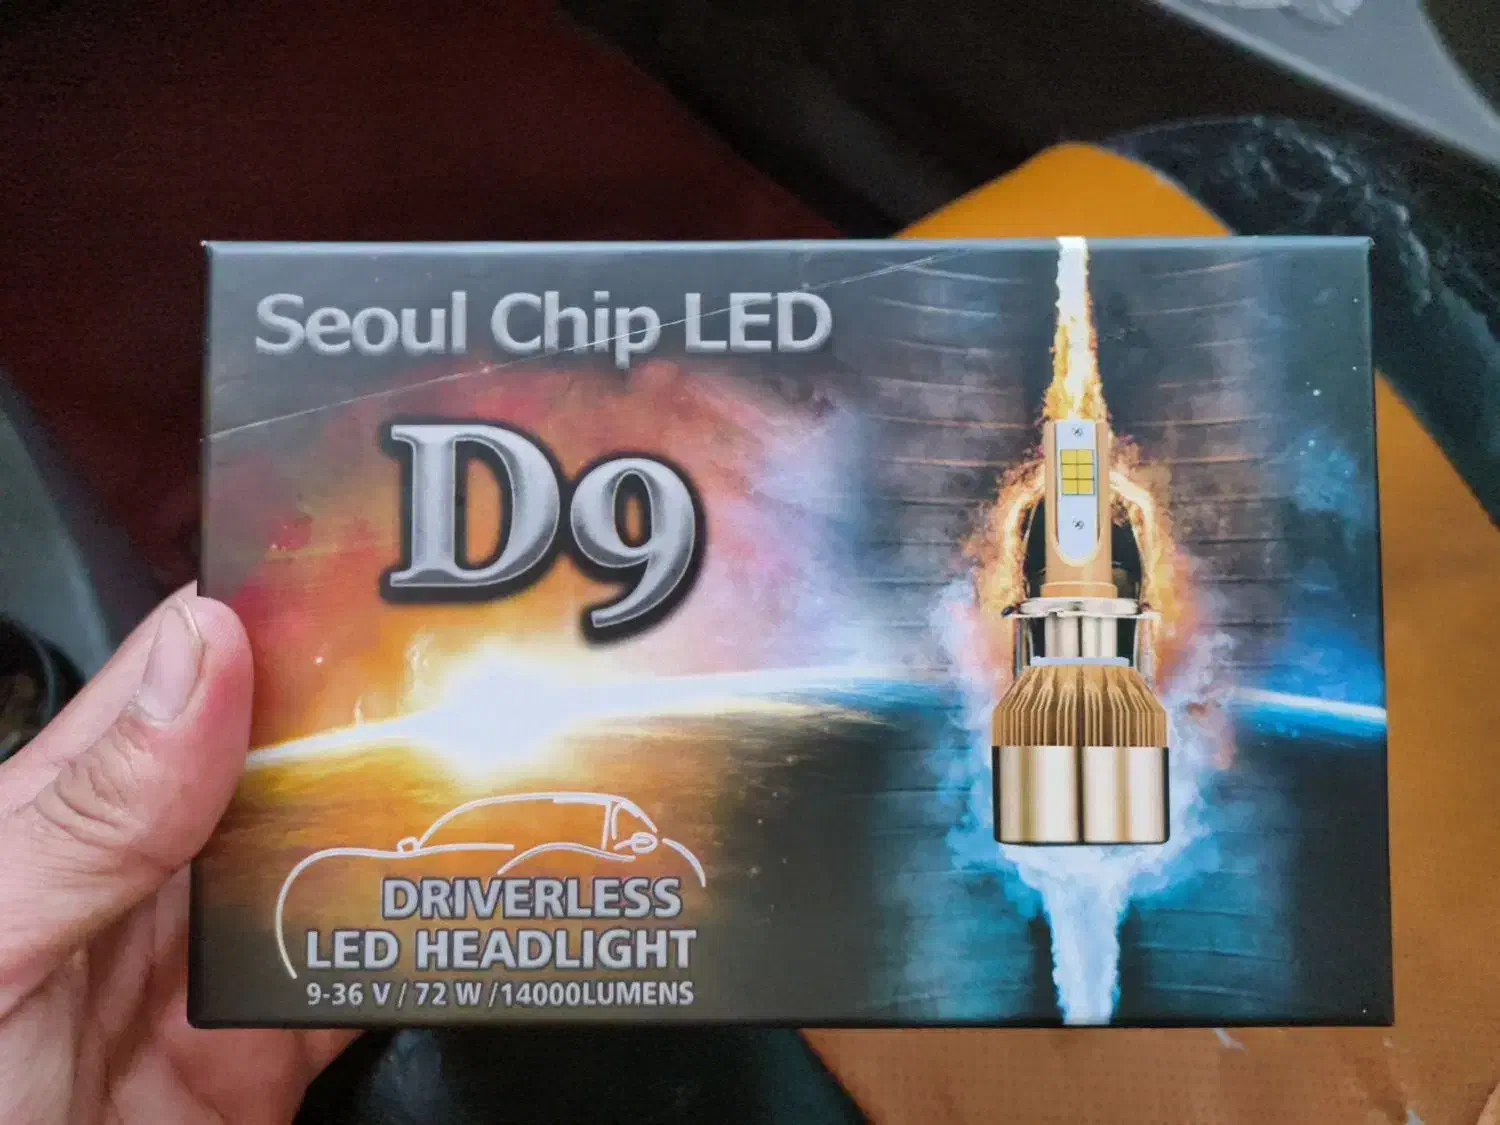 Seoul Chip LED
D9
DRIVERLESS
LED HEADLIGHT
9-36 V / 72 W /14000LUMENS